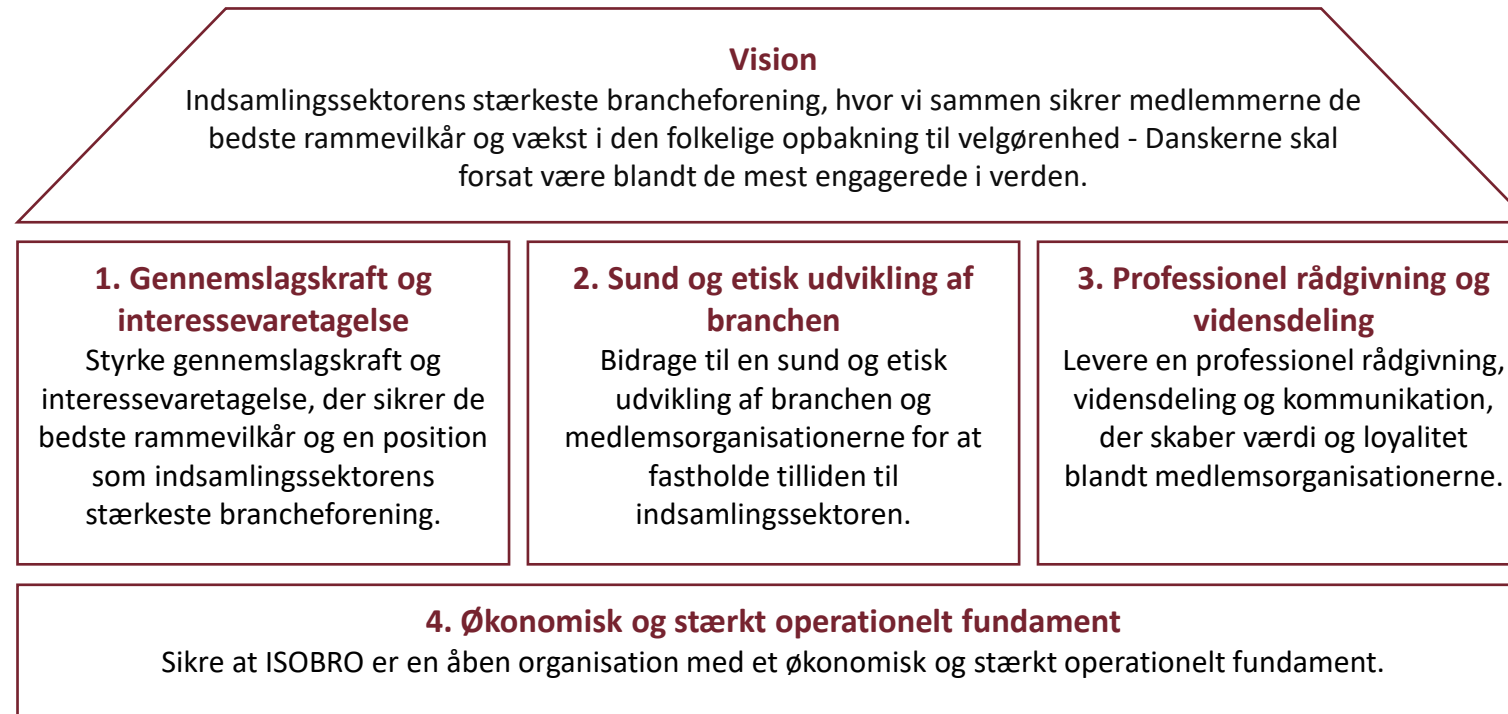 Vision
Indsamlingssektorens stærkeste brancheforening, hvor vi sammen sikrer medlemmerne de
bedste rammevilkår og vækst i den folkelige opbakning til velgørenhed - Danskerne skal
forsat være blandt de mest engagerede i verden.
1. Gennemslagskraft og
interessevaretagelse
Styrke gennemslagskraft og
interessevaretagelse, der sikrer de
bedste rammevilkår og en position
som indsamlingssektorens
stærkeste brancheforening.
2. Sund og etisk udvikling af
branchen
Bidrage til en sund og etisk
udvikling af branchen og
medlemsorganisationerne for at
fastholde tilliden til
indsamlingssektoren.
3. Professionel rådgivning og
vidensdeling
Levere en professionel rådgivning,
vidensdeling og kommunikation,
der skaber værdi og loyalitet
blandt medlemsorganisationerne.
4. Økonomisk og stærkt operationelt fundament
Sikre at ISOBRO er en åben organisation med et økonomisk og stærkt operationelt fundament.